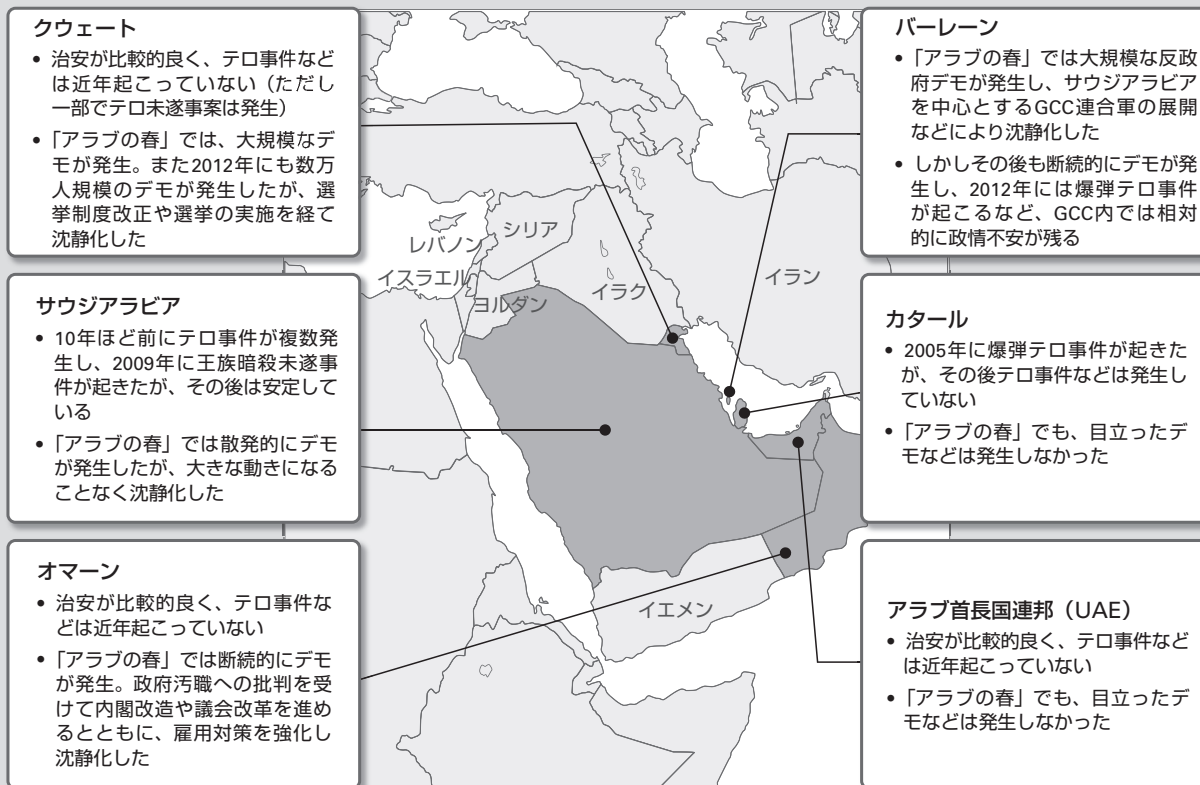 クウェート
• 治安が比較的良く、テロ事件など
は近年起こっていない（ただし
一部でテロ未遂事案は発生）
• 「アラブの春」では、大規模なデ
モが発生。また2012年にも数万
人規模のデモが発生したが、選
挙制度改正や選挙の実施を経て
沈静化した
サウジアラビア
• 10年ほど前にテロ事件が複数発
生し、2009年に王族暗殺未遂事
件が起きたが、その後は安定して
いる
• 「アラブの春」では散発的にデモ
が発生したが、大きな動きになる
ことなく沈静化した
オマーン
• 治安が比較的良く、テロ事件な
どは近年起こっていない
• 「アラブの春」では断続的にデモ
が発生。政府汚職への批判を受
けて内閣改造や議会改革を進め
るとともに、雇用対策を強化し
沈静化した
シリア
レバノン
イスラエル
ヨルダン
イラク
イラン
イエメン
バーレーン
• 「アラブの春」では大規模な反政
府デモが発生し、サウジアラビア
を中心とするGCC連合軍の展開
などにより沈静化した
• しかしその後も断続的にデモが発
生し、2012年には爆弾テロ事件
が起こるなど、GCC内では相対
的に政情不安が残る
カタール
• 2005年に爆弾テロ事件が起きた
が、その後テロ事件などは発生し
ていない
• 「アラブの春」でも、目立ったデ
モなどは発生しなかった
アラブ首長国連邦（UAE）
• 治安が比較的良く、テロ事件など
は近年起こっていない
• 「アラブの春」でも、目立ったデ
モなどは発生しなかった